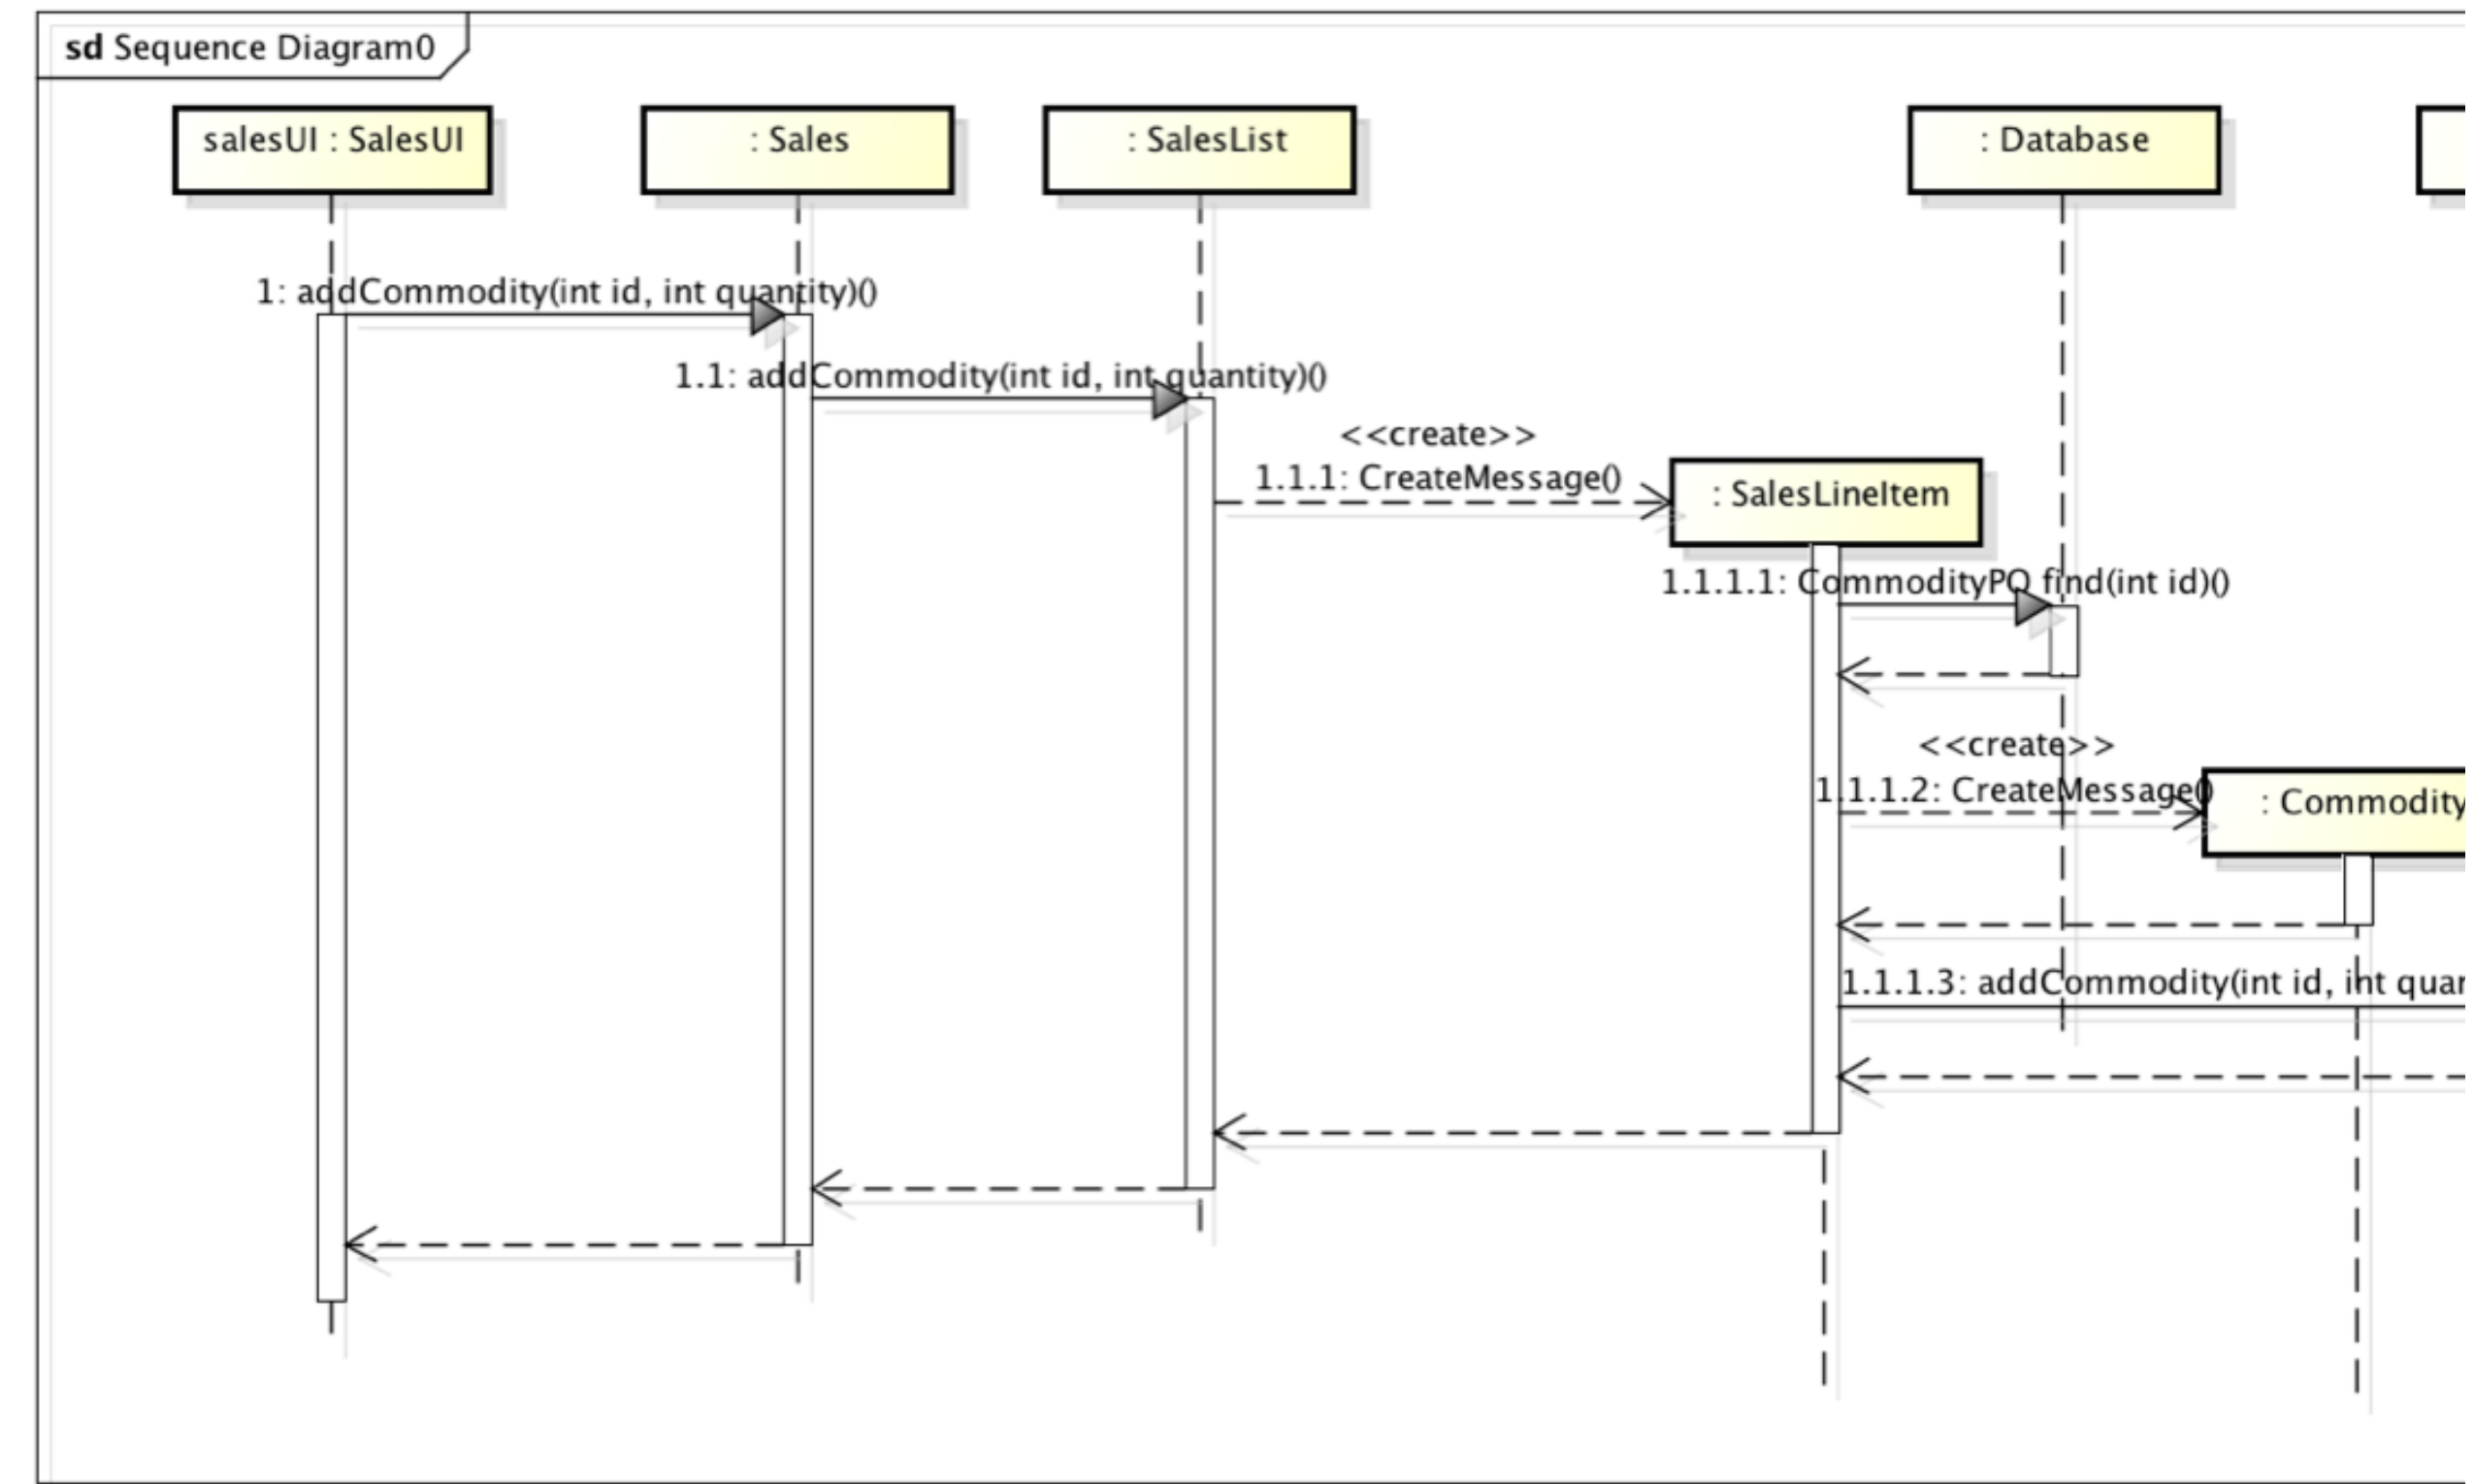 sd Sequence Diagram0
salesUI : SalesUI
: Sales
: SalesList
: Database
1: addCommodity(int id, int quantity)()
1.1: addCommodity(int id, int quantity)()
<<create>>
1.1.1: CreateMessage()
: SalesLineItem
1.1.1.1: CommodityPO find(int id)()
<<create>>
1.1.1.2: CreateMessage()
: Commodity
1.1.1.3: addCommodity(int id, int quan